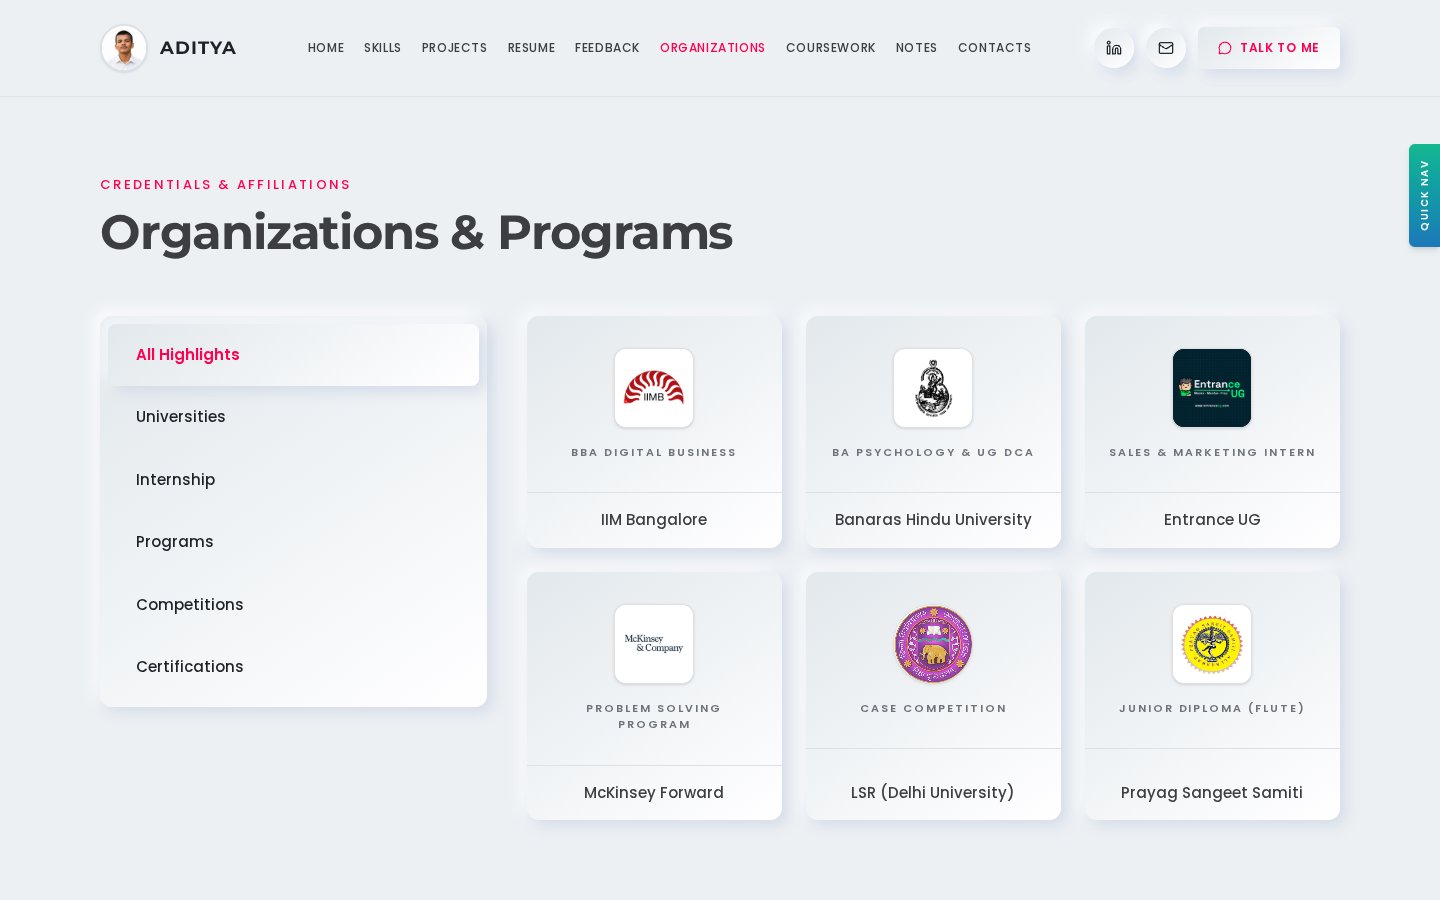 ADITYA
HOME SKILLS PROJECTS RESUME FEEDBACK ORGANIZATIONS COURSEWORK NOTES CONTACTS
TALK TO ME
QUICK NAV
CREDENTIALS & AFFILIATIONS
Organizations & Programs
All Highlights
Universities
Internship
Programs
Competitions
Certifications
IIMB
BBA DIGITAL BUSINESS
IIM Bangalore
BA PSYCHOLOGY & UG DCA
Banaras Hindu University
Entrance
UG
SALES & MARKETING INTERN
Entrance UG
McKinsey
& Company
PROBLEM SOLVING
PROGRAM
McKinsey Forward
CASE COMPETITION
LSR (Delhi University)
JUNIOR DIPLOMA (FLUTE)
Prayag Sangeet Samiti